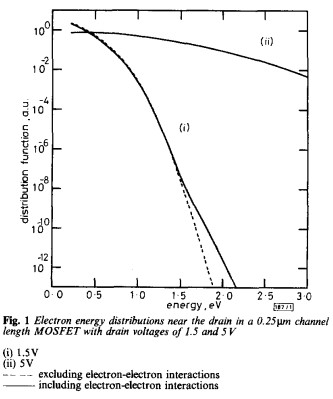 10⁰
10⁻²
10⁻⁴
10⁻⁶
10⁻⁸
10⁻¹⁰
10⁻¹²
distribution function, a.u.
(ii)
(i)
0·0 0·5 1·0 1·5 2·0 2·5 3·0
energy, eV
Fig. 1 Electron energy distributions near the drain in a 0.25μm channel
length MOSFET with drain voltages of 1.5 and 5 V
(i) 1.5V
(ii) 5V
--- excluding electron-electron interactions
—— including electron-electron interactions